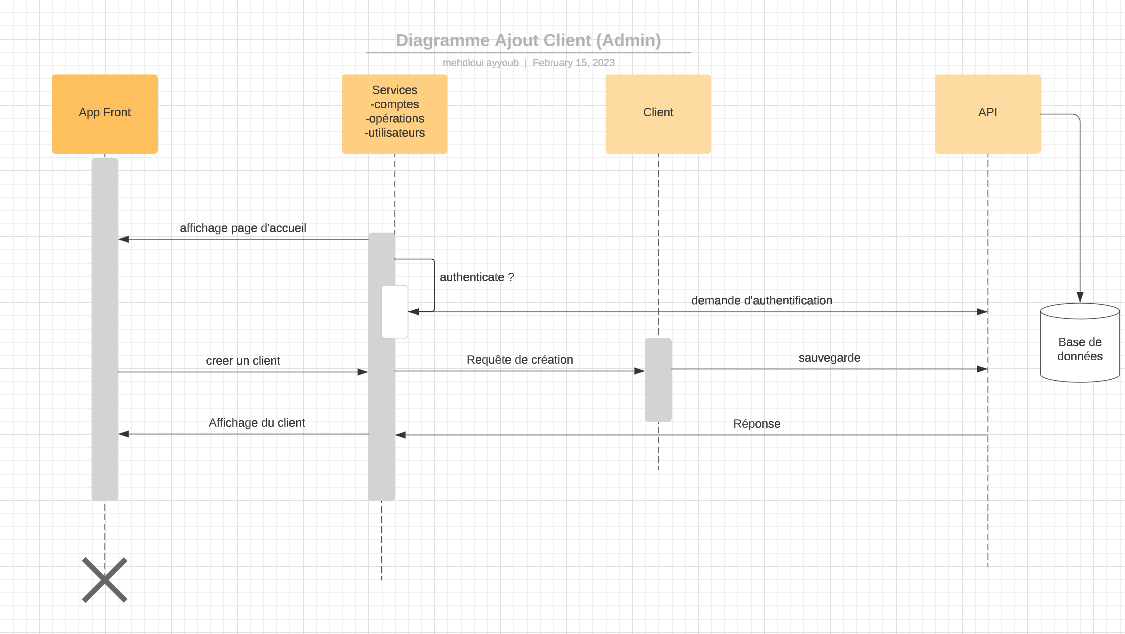 Diagramme Ajout Client (Admin)
mehdioui ayyoub | February 15, 2023
App Front
Services
-comptes
-opérations
-utilisateurs
Client
API
affichage page d'accueil
authenticate ?
demande d'authentification
Base de
données
creer un client
Requête de création
sauvegarde
Affichage du client
Réponse